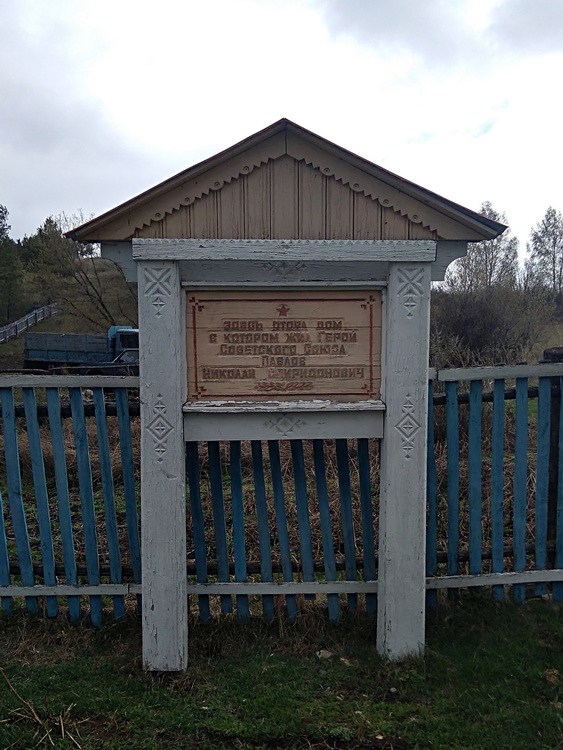 Здесь стоял дом
в котором жил Герой
Советского Союза
Павлов
Николай Спиридонович